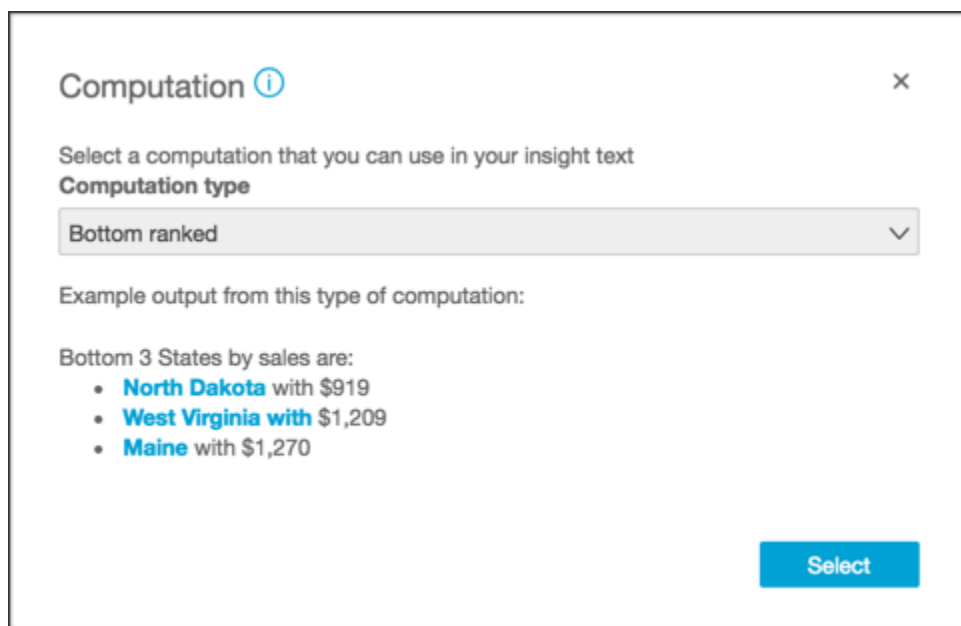 Computation
Select a computation that you can use in your insight text
Computation type
Bottom ranked
Example output from this type of computation:
Bottom 3 States by sales are:
• North Dakota with $919
• West Virginia with $1,209
• Maine with $1,270
Select